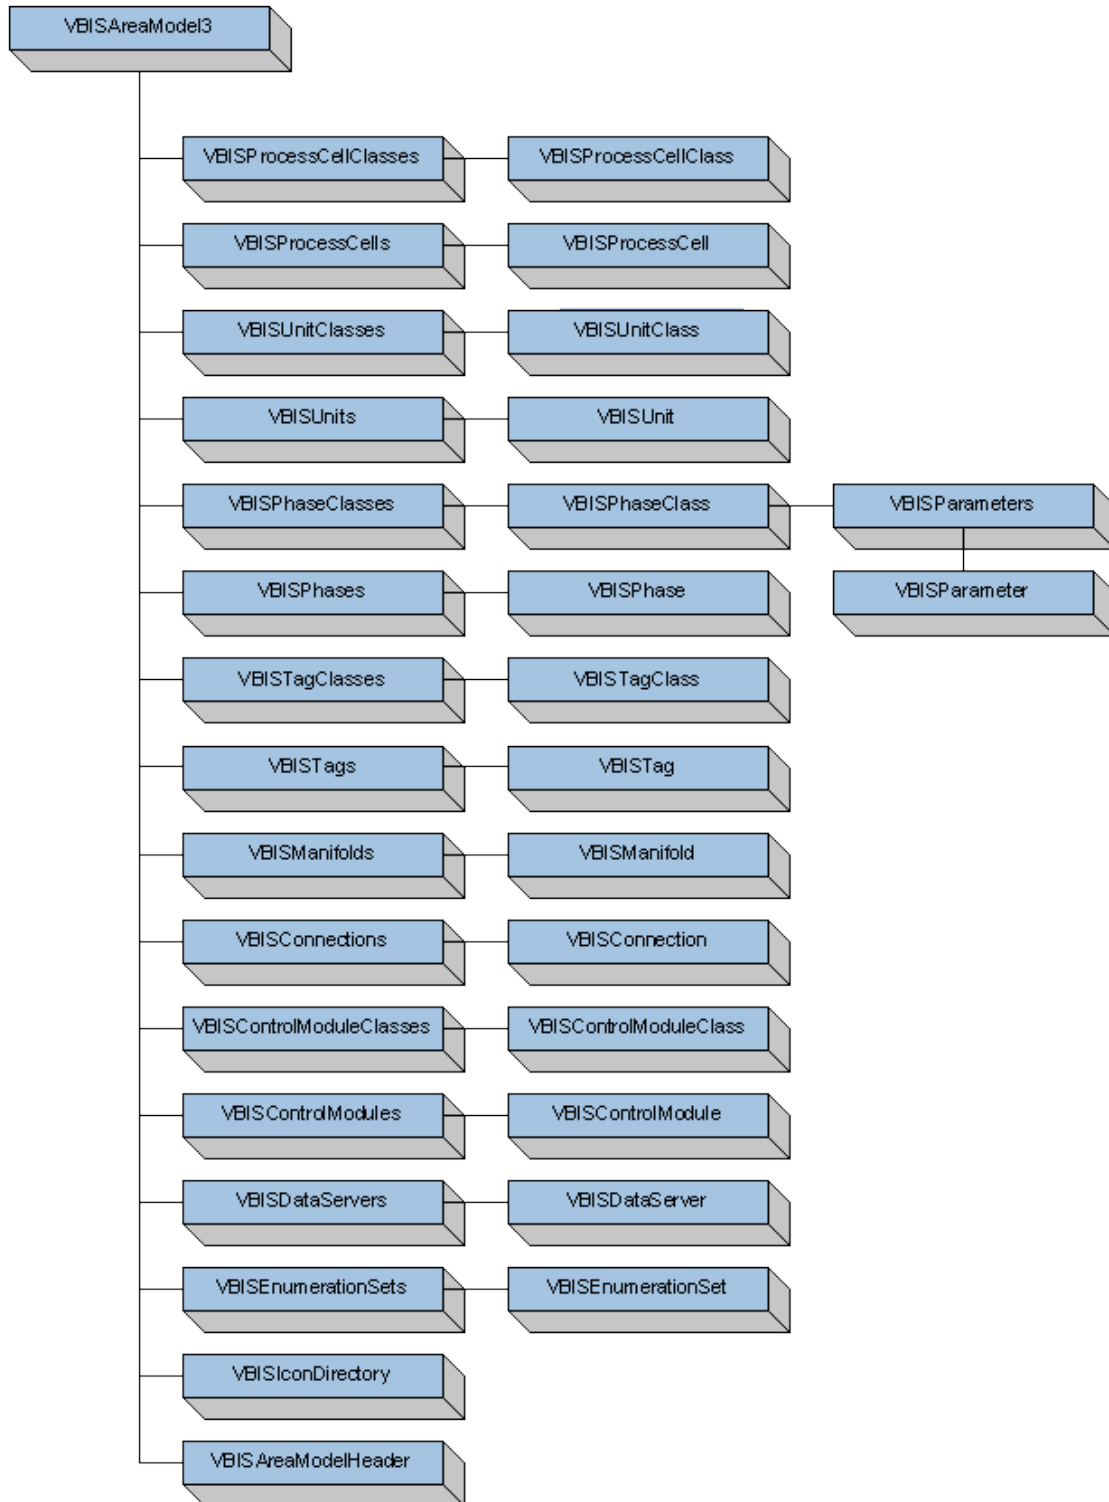 VBISAreaModel3
VBISProcessCellClasses VBISProcessCellClass
VBISProcessCells VBISProcessCell
VBISUnitClasses VBISUnitClass
VBISUnits VBISUnit
VBISPhaseClasses VBISPhaseClass VBISParameters
VBISPhases VBISPhase VBISParameter
VBISTagClasses VBISTagClass
VBISTags VBISTag
VBISManifolds VBISManifold
VBISConnections VBISConnection
VBISControlModuleClasses VBISControlModuleClass
VBISControlModules VBISControlModule
VBISDataServers VBISDataServer
VBISEnumerationSets VBISEnumerationSet
VBISIconDirectory
VBISAreaModelHeader